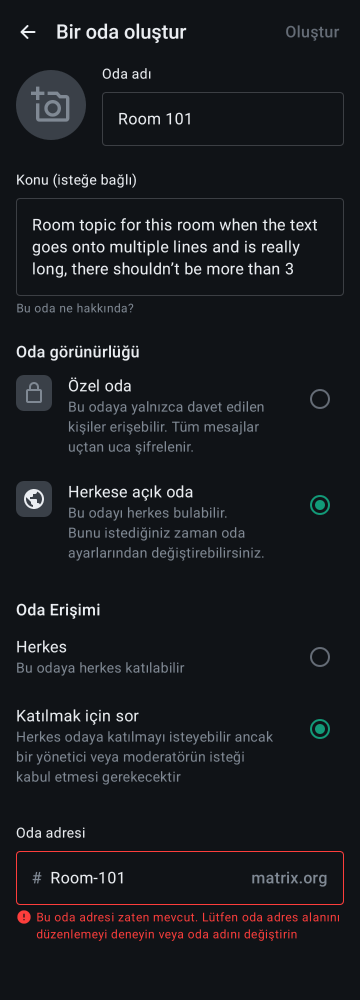 Bir oda oluştur
Oluştur
Oda adı
Room 101
Konu (isteğe bağlı)
Room topic for this room when the text
goes onto multiple lines and is really
long, there shouldn’t be more than 3
Bu oda ne hakkında?
Oda görünürlüğü
Özel oda
Bu odaya yalnızca davet edilen
kişiler erişebilir. Tüm mesajlar
uçtan uca şifrelenir.
Herkese açık oda
Bu odayı herkes bulabilir.
Bunu istediğiniz zaman oda
ayarlarından değiştirebilirsiniz.
Oda Erişimi
Herkes
Bu odaya herkes katılabilir
Katılmak için sor
Herkes odaya katılmayı isteyebilir ancak
bir yönetici veya moderatörün isteği
kabul etmesi gerekecektir
Oda adresi
# Room-101 matrix.org
Bu oda adresi zaten mevcut. Lütfen oda adres alanını
düzenlemeyi deneyin veya oda adını değiştirin